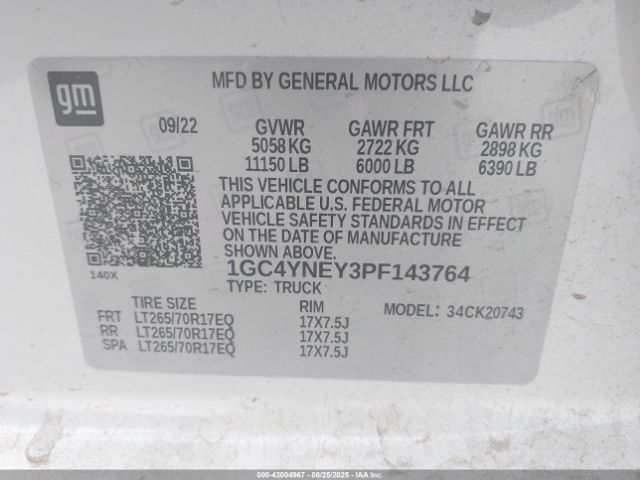 gm
MFD BY GENERAL MOTORS LLC
09/22 GVWR GAWR FRT GAWR RR
5058 KG 2722 KG 2898 KG
11150 LB 6000 LB 6390 LB
THIS VEHICLE CONFORMS TO ALL
APPLICABLE U.S. FEDERAL MOTOR
VEHICLE SAFETY STANDARDS IN EFFECT
ON THE DATE OF MANUFACTURE
SHOWN ABOVE.
1GC4YNEY3PF143764
140X TYPE: TRUCK
TIRE SIZE RIM MODEL: 34CK20743
FRT LT265/70R17EQ 17X7.5J
RR LT265/70R17EQ 17X7.5J
SPA LT265/70R17EQ 17X7.5J
000-43004967 - 08/25/2025 - IAAI.COM